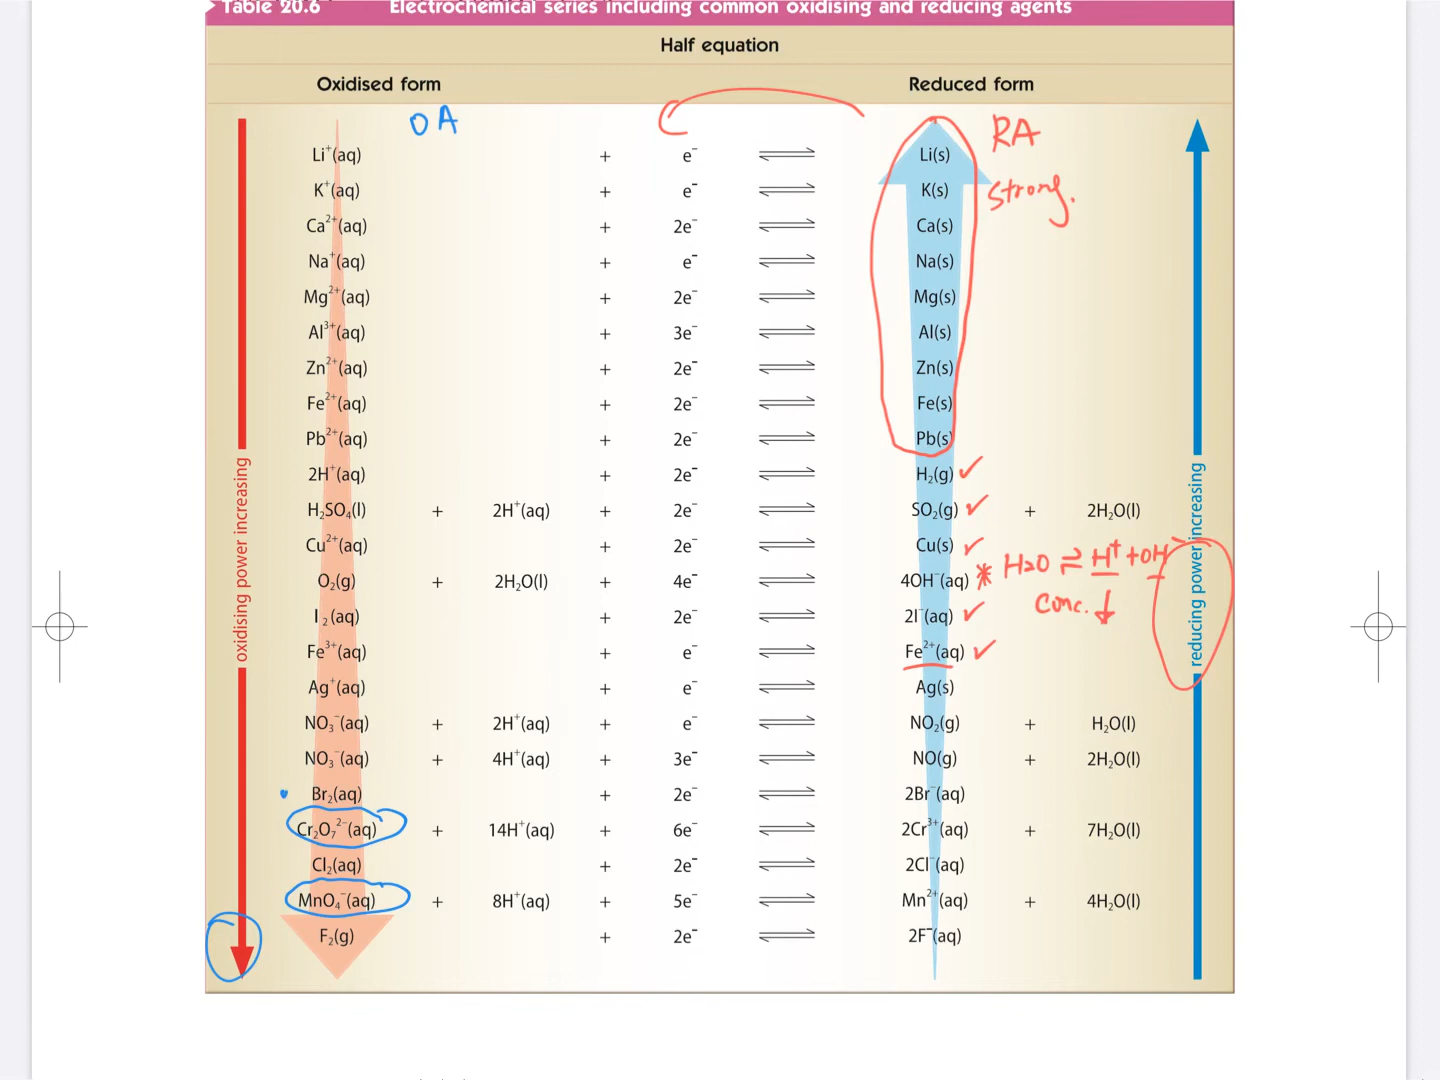 Table 20.6 Electrochemical series including common oxidising and reducing agents
Half equation
Oxidised form Reduced form
OA
RA
Strong.
Li⁺(aq) + e⁻ ⇌ Li(s)
K⁺(aq) + e⁻ ⇌ K(s)
Ca²⁺(aq) + 2e⁻ ⇌ Ca(s)
Na⁺(aq) + e⁻ ⇌ Na(s)
Mg²⁺(aq) + 2e⁻ ⇌ Mg(s)
Al³⁺(aq) + 3e⁻ ⇌ Al(s)
Zn²⁺(aq) + 2e⁻ ⇌ Zn(s)
Fe²⁺(aq) + 2e⁻ ⇌ Fe(s)
Pb²⁺(aq) + 2e⁻ ⇌ Pb(s)
2H⁺(aq) + 2e⁻ ⇌ H₂(g) ✓
H₂SO₄(l) + 2H⁺(aq) + 2e⁻ ⇌ SO₂(g) ✓ + 2H₂O(l)
Cu²⁺(aq) + 2e⁻ ⇌ Cu(s) ✓
O₂(g) + 2H₂O(l) + 4e⁻ ⇌ 4OH⁻(aq) * H₂O ⇌ H⁺ + OH⁻
conc. ↓
I₂(aq) + 2e⁻ ⇌ 2I⁻(aq) ✓
Fe³⁺(aq) + e⁻ ⇌ Fe²⁺(aq) ✓
Ag⁺(aq) + e⁻ ⇌ Ag(s)
NO₃⁻(aq) + 2H⁺(aq) + e⁻ ⇌ NO₂(g) + H₂O(l)
NO₃⁻(aq) + 4H⁺(aq) + 3e⁻ ⇌ NO(g) + 2H₂O(l)
Br₂(aq) + 2e⁻ ⇌ 2Br⁻(aq)
Cr₂O₇²⁻(aq) + 14H⁺(aq) + 6e⁻ ⇌ 2Cr³⁺(aq) + 7H₂O(l)
Cl₂(aq) + 2e⁻ ⇌ 2Cl⁻(aq)
MnO₄⁻(aq) + 8H⁺(aq) + 5e⁻ ⇌ Mn²⁺(aq) + 4H₂O(l)
F₂(g) + 2e⁻ ⇌ 2F⁻(aq)
oxidising power increasing
reducing power increasing